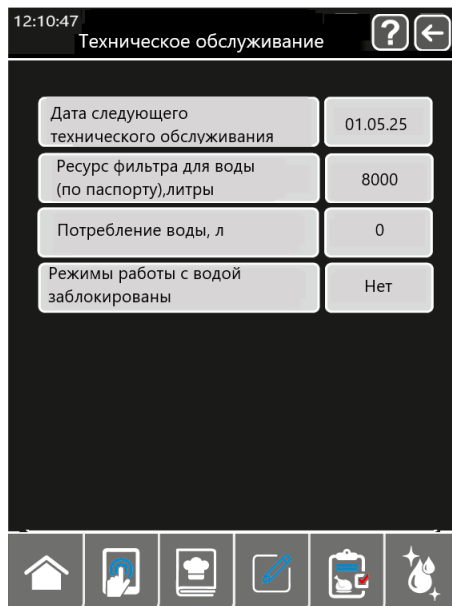 12:10:47
Техническое обслуживание
?
Дата следующего
технического обслуживания
01.05.25
Ресурс фильтра для воды
(по паспорту),литры
8000
Потребление воды, л
0
Режимы работы с водой
заблокированы
Нет